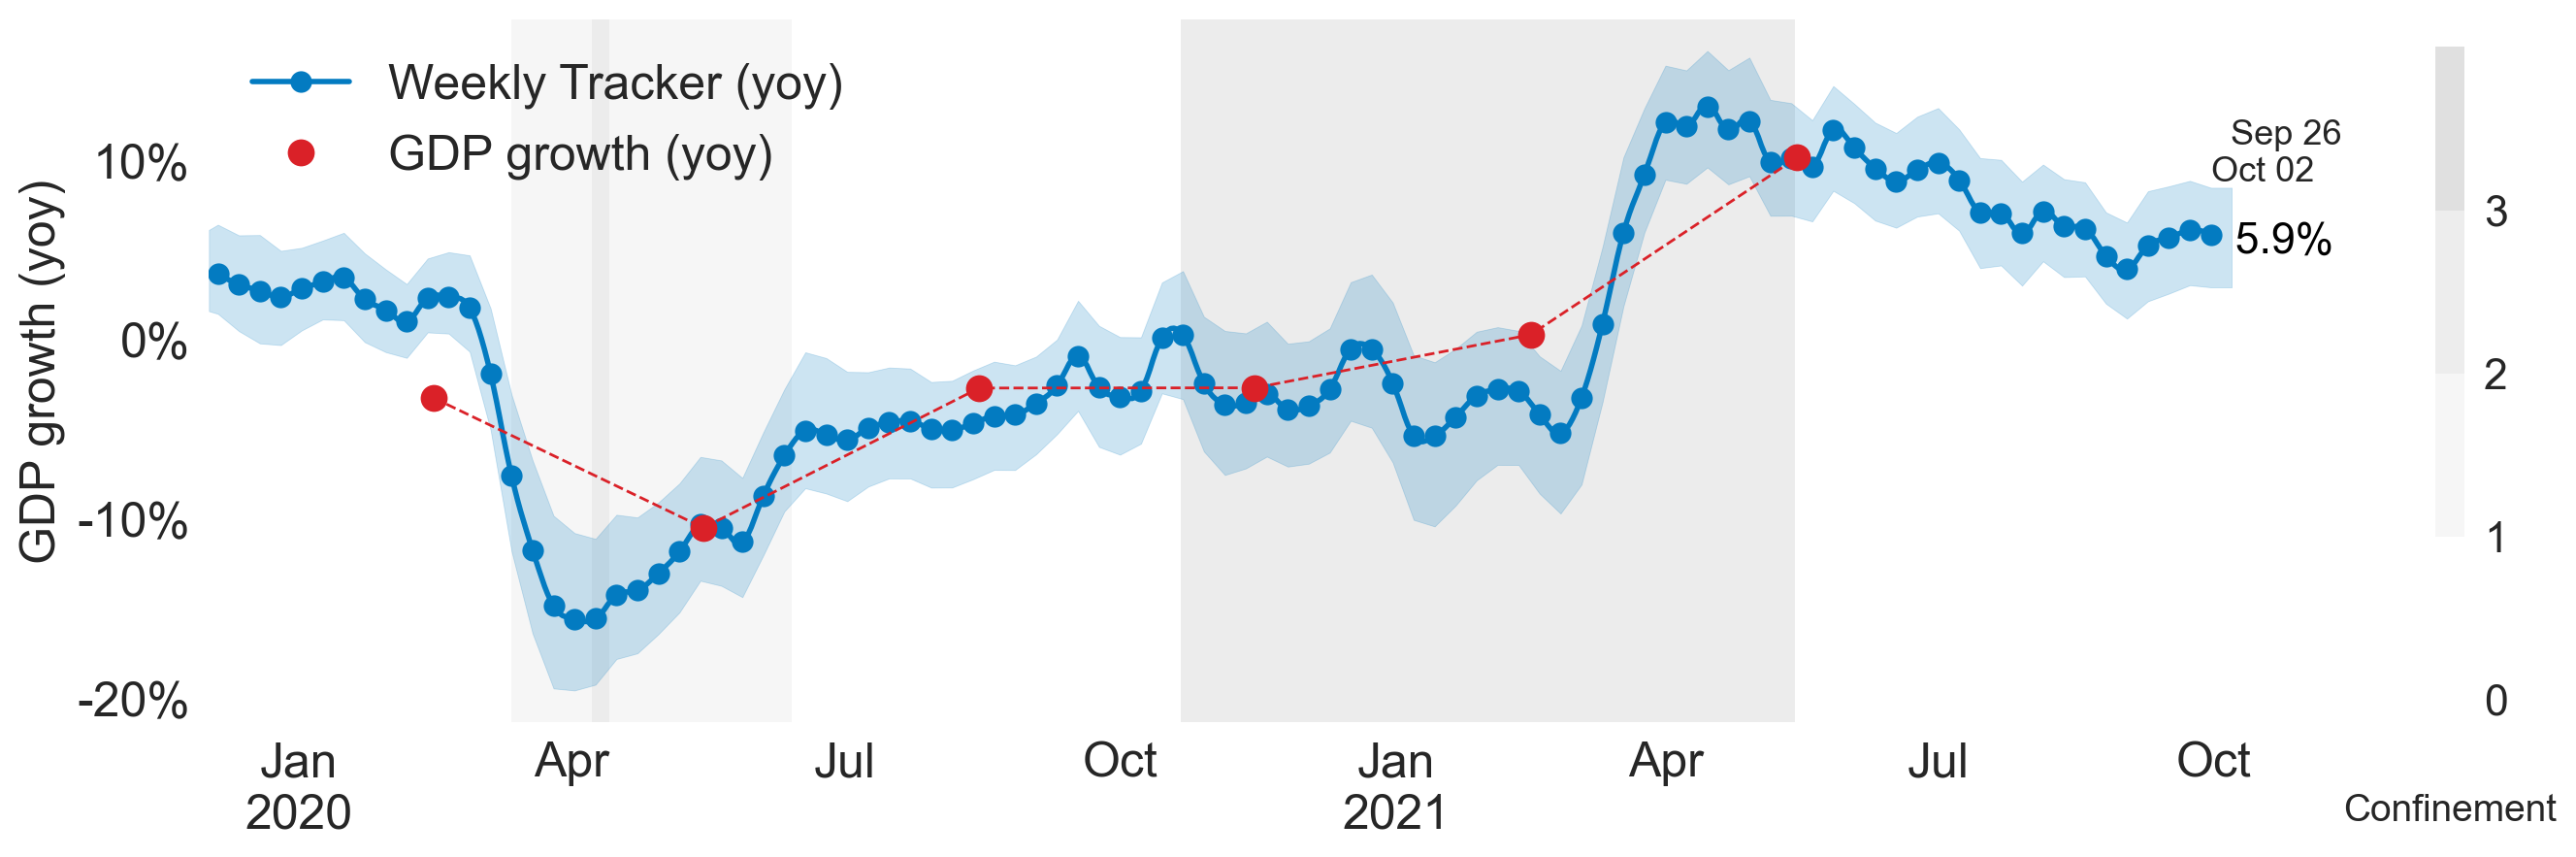 Weekly Tracker (yoy)
GDP growth (yoy)
GDP growth (yoy)
10%
0%
-10%
-20%
Sep 26
Oct 02
5.9%
3
2
1
0
Jan Apr Jul Oct Jan Apr Jul Oct
2020 2021
Confinement